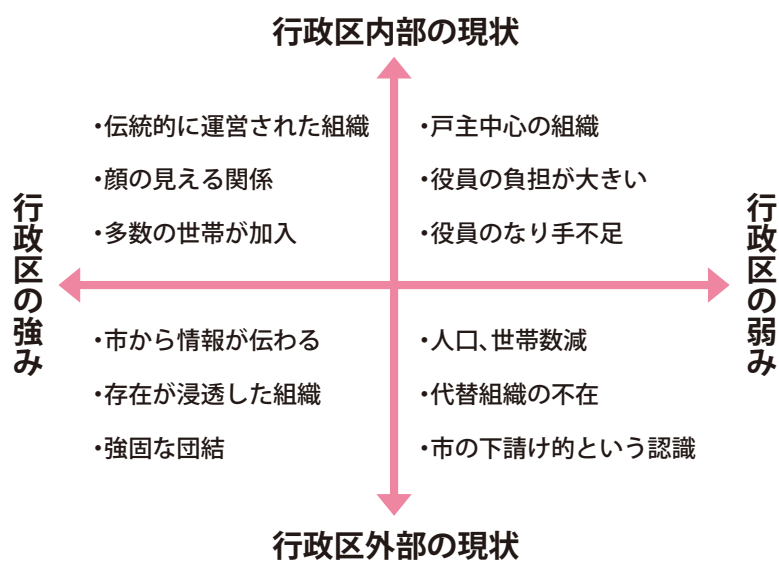 行政区内部の現状
・伝統的に運営された組織
・顔の見える関係
・多数の世帯が加入
・戸主中心の組織
・役員の負担が大きい
・役員のなり手不足
行政区の強み
行政区の弱み
・市から情報が伝わる
・存在が浸透した組織
・強固な団結
・人口、世帯数減
・代替組織の不在
・市の下請け的という認識
行政区外部の現状